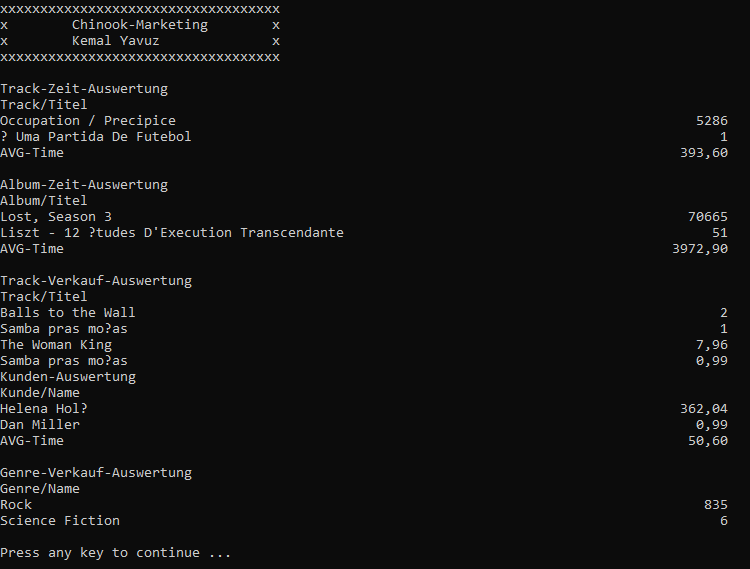 xxxxxxxxxxxxxxxxxxxxxxxxxxxxxxxxxxx
x        Chinook-Marketing        x
x        Kemal Yavuz              x
xxxxxxxxxxxxxxxxxxxxxxxxxxxxxxxxxxx
Track-Zeit-Auswertung
Track/Titel
Occupation / Precipice 5286
? Uma Partida De Futebol 1
AVG-Time 393,60
Album-Zeit-Auswertung
Album/Titel
Lost, Season 3 70665
Liszt - 12 ?tudes D'Execution Transcendante 51
AVG-Time 3972,90
Track-Verkauf-Auswertung
Track/Titel
Balls to the Wall 2
Samba pras mo?as 1
The Woman King 7,96
Samba pras mo?as 0,99
Kunden-Auswertung
Kunde/Name
Helena Hol? 362,04
Dan Miller 0,99
AVG-Time 50,60
Genre-Verkauf-Auswertung
Genre/Name
Rock 835
Science Fiction 6
Press any key to continue ...